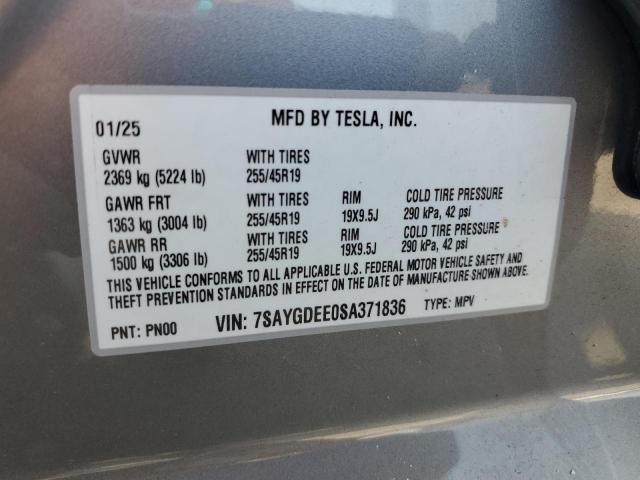 MFD BY TESLA, INC.
01/25
GVWR WITH TIRES
2369 kg (5224 lb) 255/45R19
GAWR FRT WITH TIRES RIM COLD TIRE PRESSURE
1363 kg (3004 lb) 255/45R19 19X9.5J 290 kPa, 42 psi
GAWR RR WITH TIRES RIM COLD TIRE PRESSURE
1500 kg (3306 lb) 255/45R19 19X9.5J 290 kPa, 42 psi
THIS VEHICLE CONFORMS TO ALL APPLICABLE U.S. FEDERAL MOTOR VEHICLE SAFETY AND
THEFT PREVENTION STANDARDS IN EFFECT ON THE DATE OF MANUFACTURE SHOWN ABOVE.
PNT: PN00 VIN: 7SAYGDEE0SA371836 TYPE: MPV